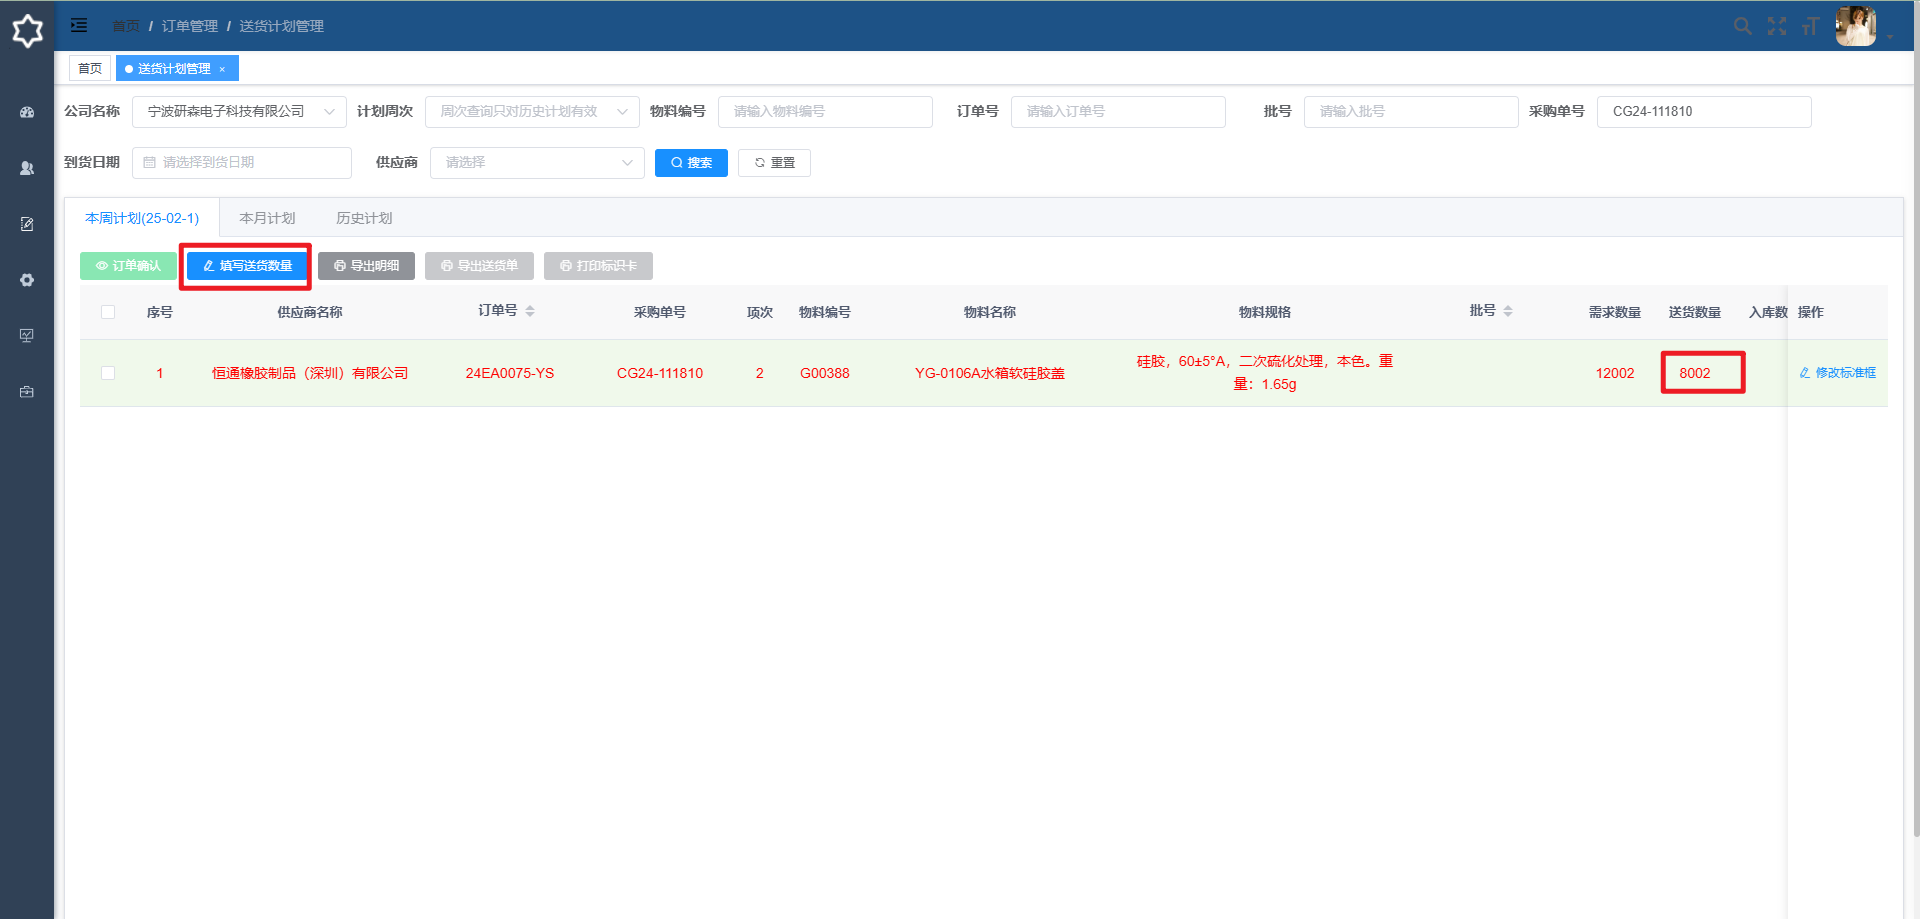 首页 / 订单管理 / 送货计划管理
首页 送货计划管理 ×
公司名称 宁波研森电子科技有限公司 计划周次 周次查询只对历史计划有效 物料编号 请输入物料编号 订单号 请输入订单号 批号 请输入批号 采购单号 CG24-111810
到货日期 请选择到货日期 供应商 请选择 搜索 重置
本周计划(25-02-1) 本月计划 历史计划
订单确认 填写送货数量 导出明细 导出送货单 打印标识卡
序号 供应商名称 订单号 采购单号 项次 物料编号 物料名称 物料规格 批号 需求数量 送货数量 入库数 操作
1 恒通橡胶制品（深圳）有限公司 24EA0075-YS CG24-111810 2 G00388 YG-0106A水箱软硅胶盖 硅胶，60±5°A，二次硫化处理，本色。重 12002 8002 修改标准框
量：1.65g